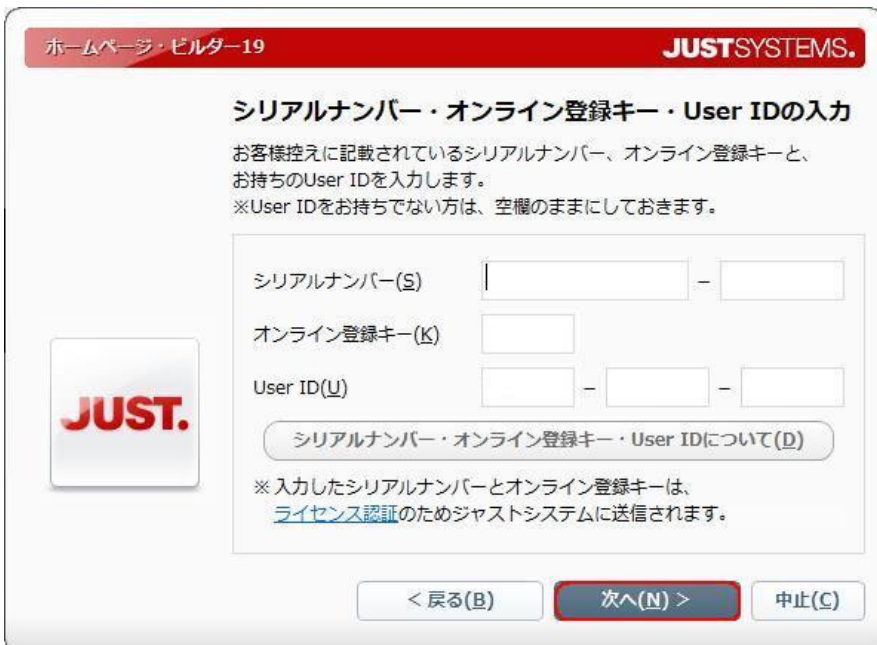 ホームページ・ビルダー19
JUSTSYSTEMS.
シリアルナンバー・オンライン登録キー・User IDの入力
お客様控えに記載されているシリアルナンバー、オンライン登録キーと、
お持ちのUser IDを入力します。
※User IDをお持ちでない方は、空欄のままにしておきます。
シリアルナンバー(S) –
オンライン登録キー(K)
User ID(U) – –
JUST.
シリアルナンバー・オンライン登録キー・User IDについて(D)
※ 入力したシリアルナンバーとオンライン登録キーは、
ライセンス認証のためジャストシステムに送信されます。
< 戻る(B)
次へ(N) >
中止(C)